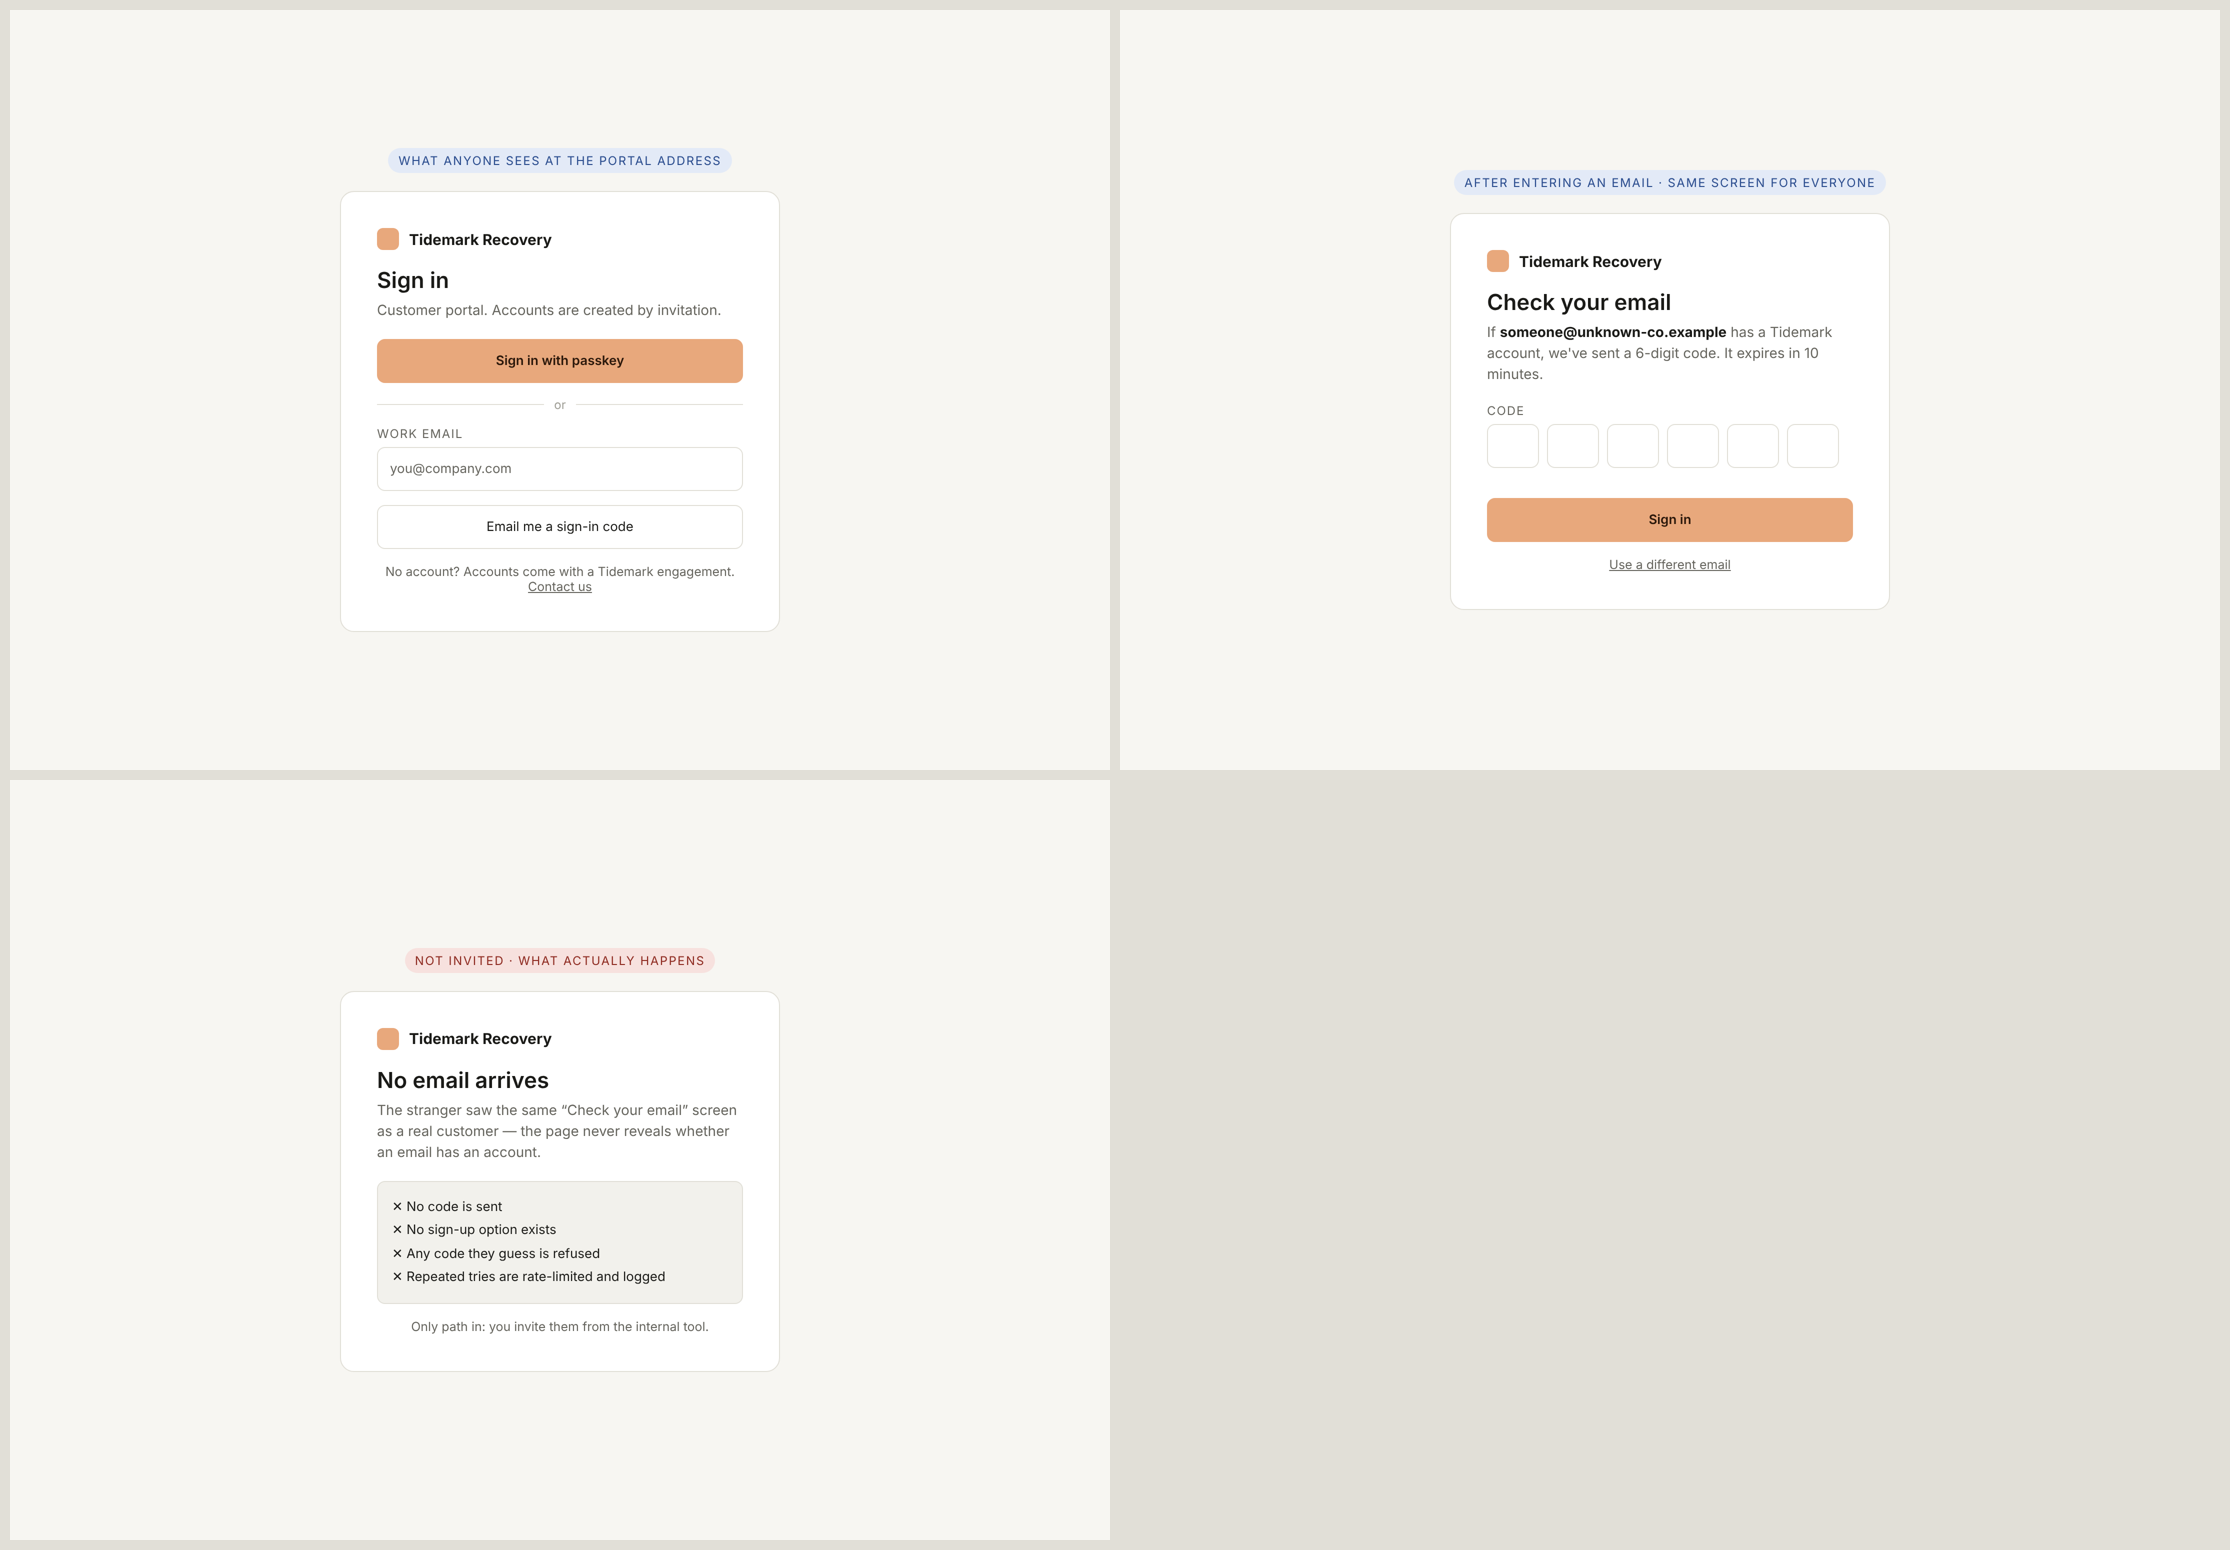 WHAT ANYONE SEES AT THE PORTAL ADDRESS
Tidemark Recovery
Sign in
Customer portal. Accounts are created by invitation.
Sign in with passkey
or
WORK EMAIL
you@company.com
Email me a sign-in code
No account? Accounts come with a Tidemark engagement.
Contact us
AFTER ENTERING AN EMAIL · SAME SCREEN FOR EVERYONE
Tidemark Recovery
Check your email
If someone@unknown-co.example has a Tidemark
account, we've sent a 6-digit code. It expires in 10
minutes.
CODE
Sign in
Use a different email
NOT INVITED · WHAT ACTUALLY HAPPENS
Tidemark Recovery
No email arrives
The stranger saw the same “Check your email” screen
as a real customer — the page never reveals whether
an email has an account.
✕ No code is sent
✕ No sign-up option exists
✕ Any code they guess is refused
✕ Repeated tries are rate-limited and logged
Only path in: you invite them from the internal tool.